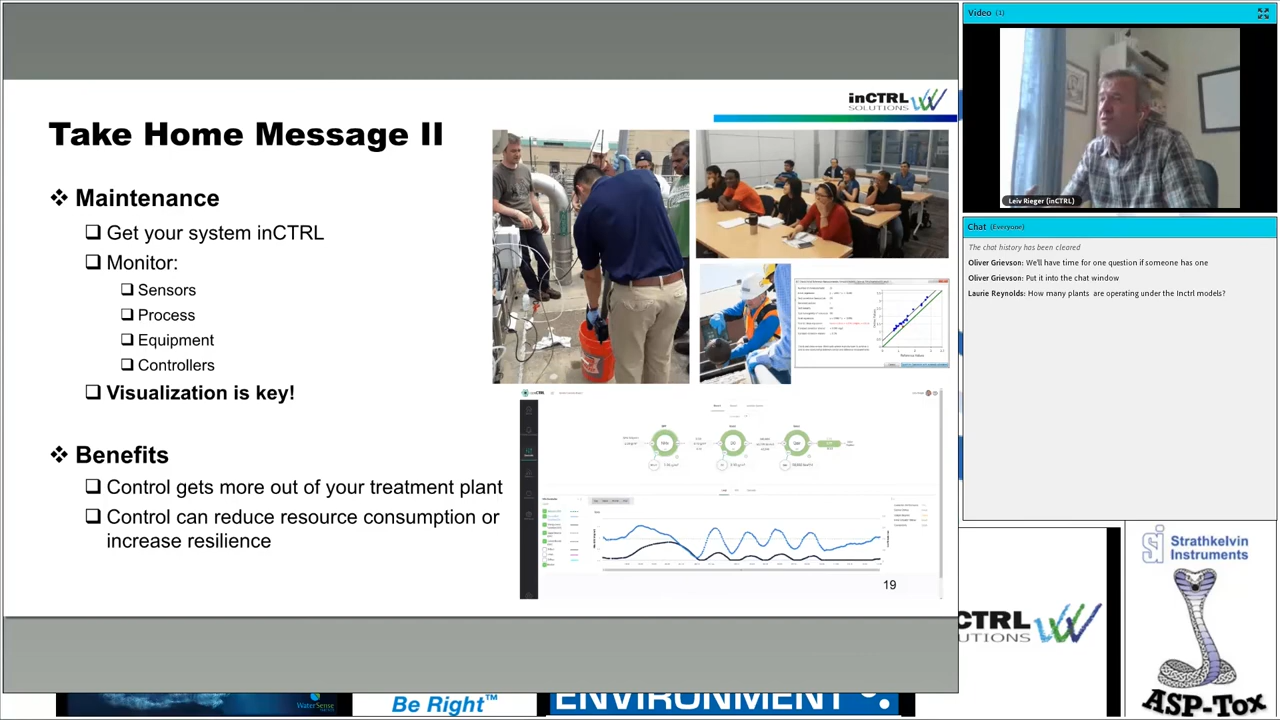 inCTRL
SOLUTIONS
Take Home Message II
Maintenance
Get your system inCTRL
Monitor:
Sensors
Process
Equipment
Controllers
Visualization is key!
Benefits
Control gets more out of your treatment plant
Control can reduce resource consumption or
increase resilience
19
Video (1)
Leiv Rieger (inCTRL)
Chat (Everyone)
The chat history has been cleared
Oliver Grievson: We'll have time for one question if someone has one
Oliver Grievson: Put it into the chat window
Laurie Reynolds: How many plants are operating under the inctrl models?
CTRL
UTIONS
Strathkelvin
Instruments
ASP-Tox
WaterSense
Be Right™
ENVIRONMENT